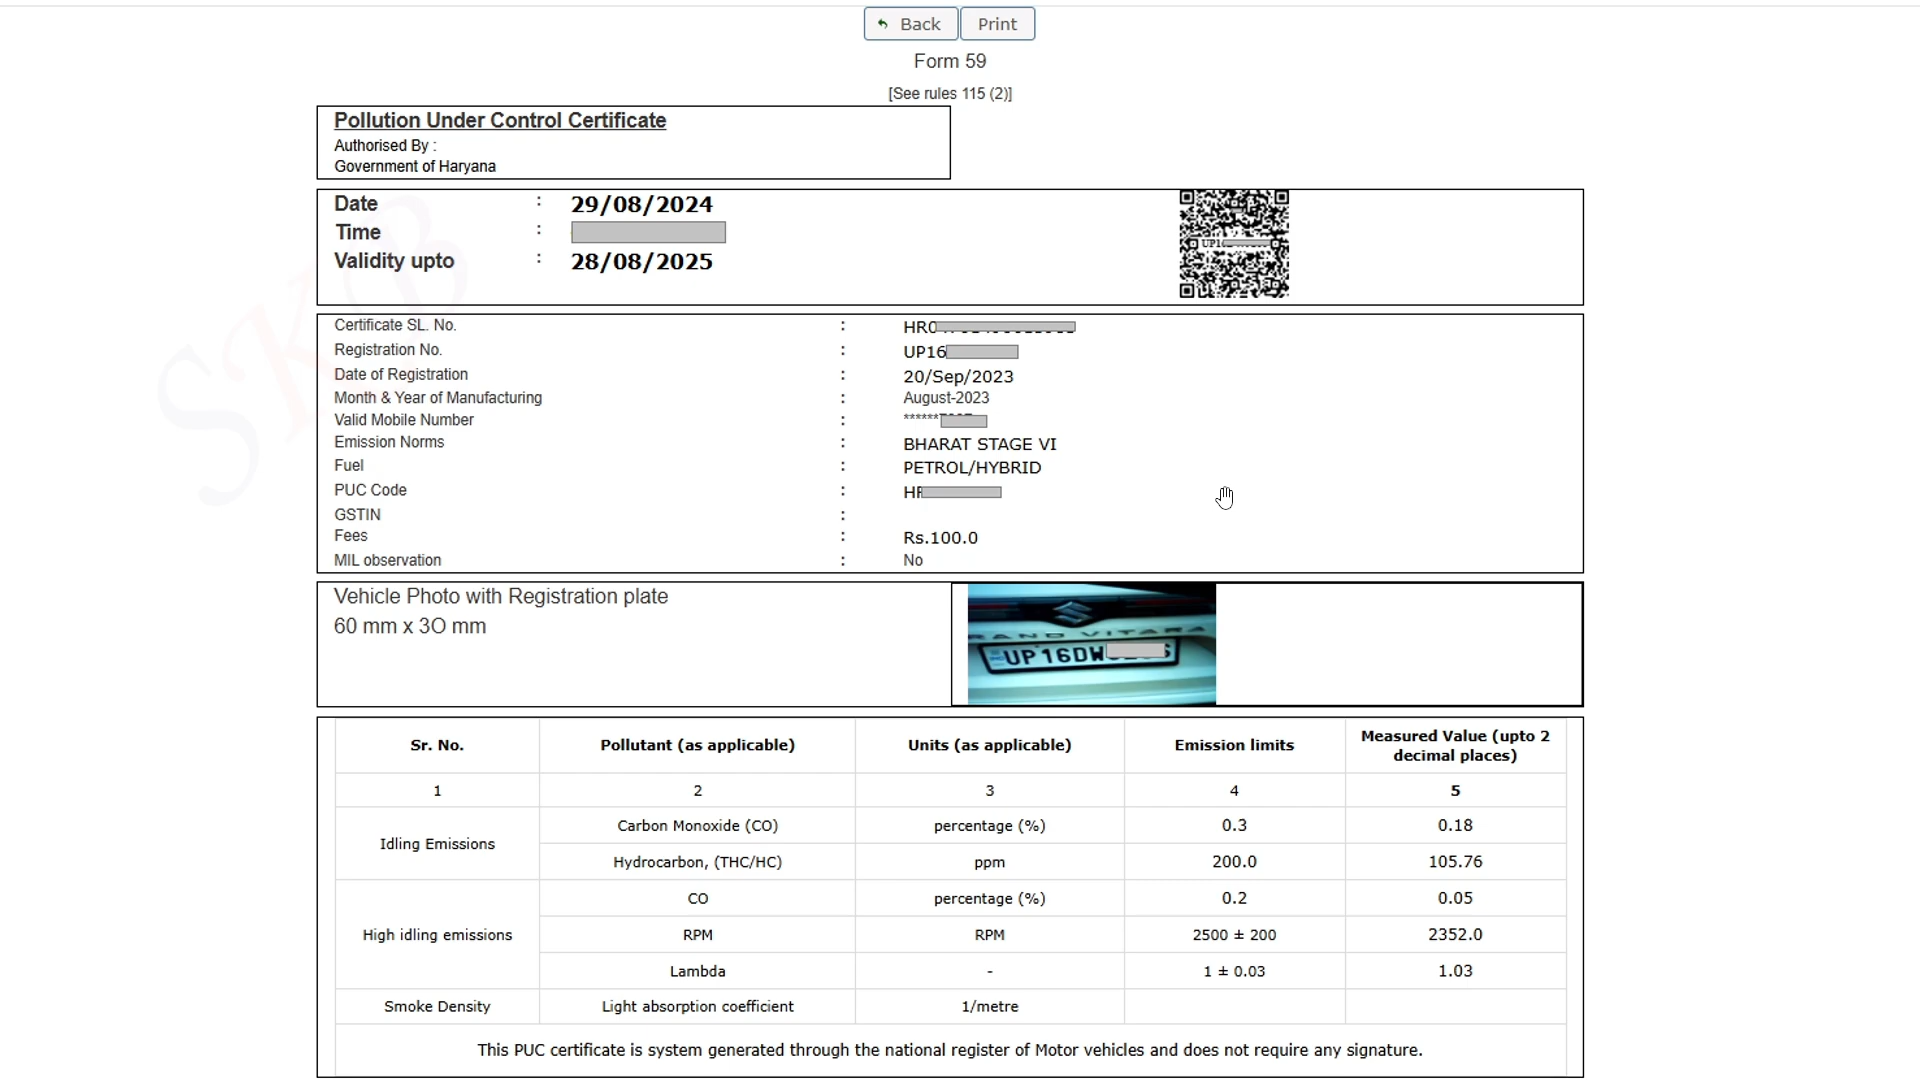 Back Print
Form 59
[See rules 115 (2)]
Pollution Under Control Certificate
Authorised By :
Government of Haryana
Date : 29/08/2024
Time :
Validity upto : 28/08/2025
UP16
Certificate SL. No. : HR0
Registration No. : UP16
Date of Registration : 20/Sep/2023
Month & Year of Manufacturing : August-2023
Valid Mobile Number : ******
Emission Norms : BHARAT STAGE VI
Fuel : PETROL/HYBRID
PUC Code : HR
GSTIN :
Fees : Rs.100.0
MIL observation : No
Vehicle Photo with Registration plate
60 mm x 3O mm
GRAND VITARA
UP16DW
Sr. No. Pollutant (as applicable) Units (as applicable) Emission limits Measured Value (upto 2 decimal places)
1 2 3 4 5
Idling Emissions Carbon Monoxide (CO) percentage (%) 0.3 0.18
Hydrocarbon, (THC/HC) ppm 200.0 105.76
High idling emissions CO percentage (%) 0.2 0.05
RPM RPM 2500 ± 200 2352.0
Lambda - 1 ± 0.03 1.03
Smoke Density Light absorption coefficient 1/metre
This PUC certificate is system generated through the national register of Motor vehicles and does not require any signature.
SKB